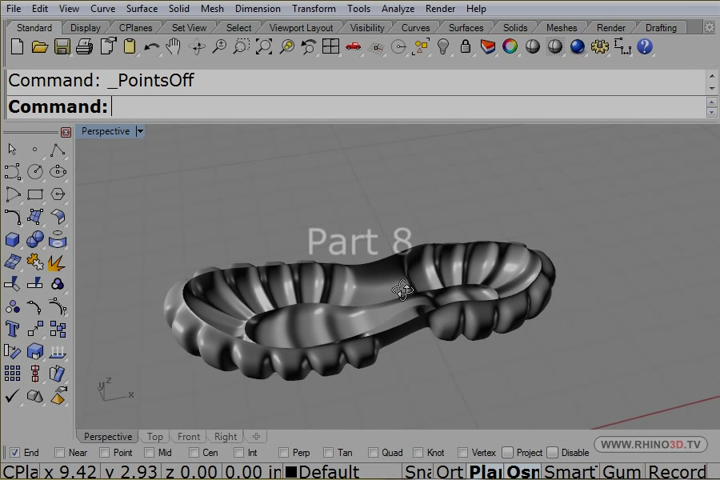 File Edit View Curve Surface Solid Mesh Dimension Transform Tools Analyze Render Help
Standard Display CPlanes Set View Select Viewport Layout Visibility Curves Surfaces Solids Meshes Render Drafting
Command: _PointsOff
Command:
Perspective
Part 8
z
y
x
Perspective Top Front Right
WWW.RHINO3D.TV
End Near Point Mid Cen Int Perp Tan Quad Knot Vertex Project Disable
CPla x 9.42 y 2.93 z 0.00 0.00 in Default Sna Ort Plan Osn Smart Gum Record